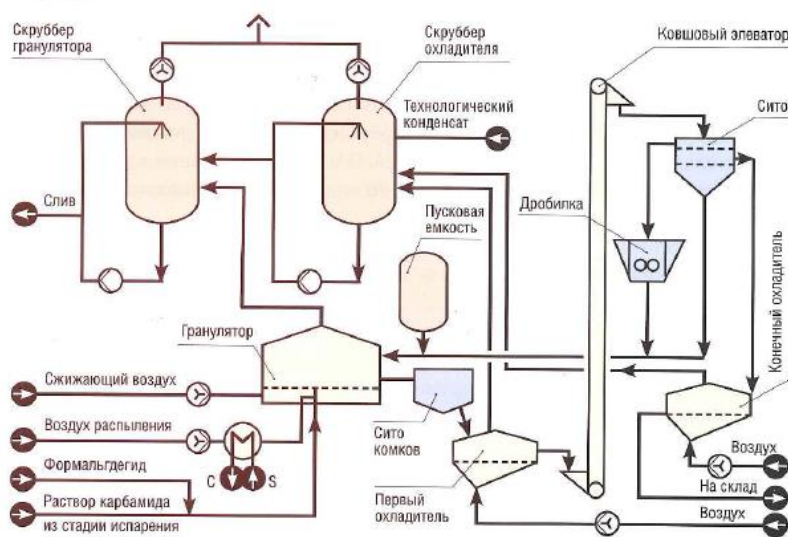 Скруббер
гранулятора
Скруббер
охладителя
Ковшовый элеватор
Технологический
конденсат
Сито
Слив
Пусковая
емкость
Дробилка
Конечный охладитель
Гранулятор
Сжижающий воздух
Воздух распыления
Сито
комков
Формальгдегид
С
S
Раствор карбамида
из стадии испарения
Первый
охладитель
Воздух
На склад
Воздух